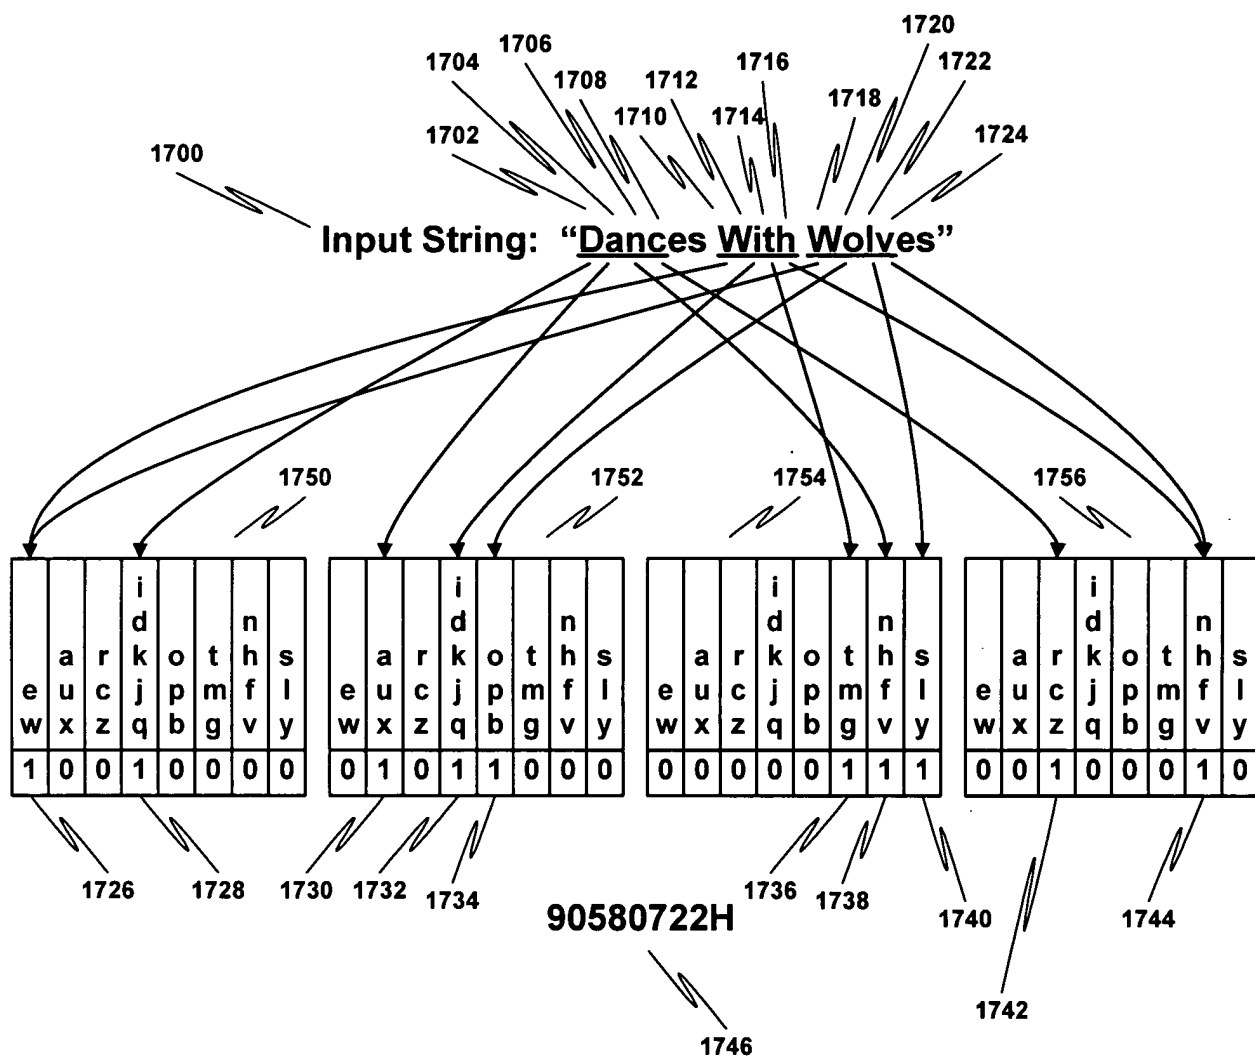 1720
1706
1704
1716
1722
1708
1712
1718
1710
1714
1702
1724
1700
Input String: “Dances With Wolves”
1750
1752
1754
1756
i i i i
d d d d
n n n n
k h k h k h k h
a r o t s a r o t s a r o t s a r o t s
e u c j p m f l e u c j p m f l e u c j p m f l e u c j p m f l
w x z q b g v y w x z q b g v y w x z q b g v y w x z q b g v y
1 0 0 1 0 0 0 0 0 1 0 1 1 0 0 0 0 0 0 0 0 1 1 1 0 0 1 0 0 0 1 0
1726
1728
1730
1732
1734
1736
1738
1740
1744
90580722H
1742
1746